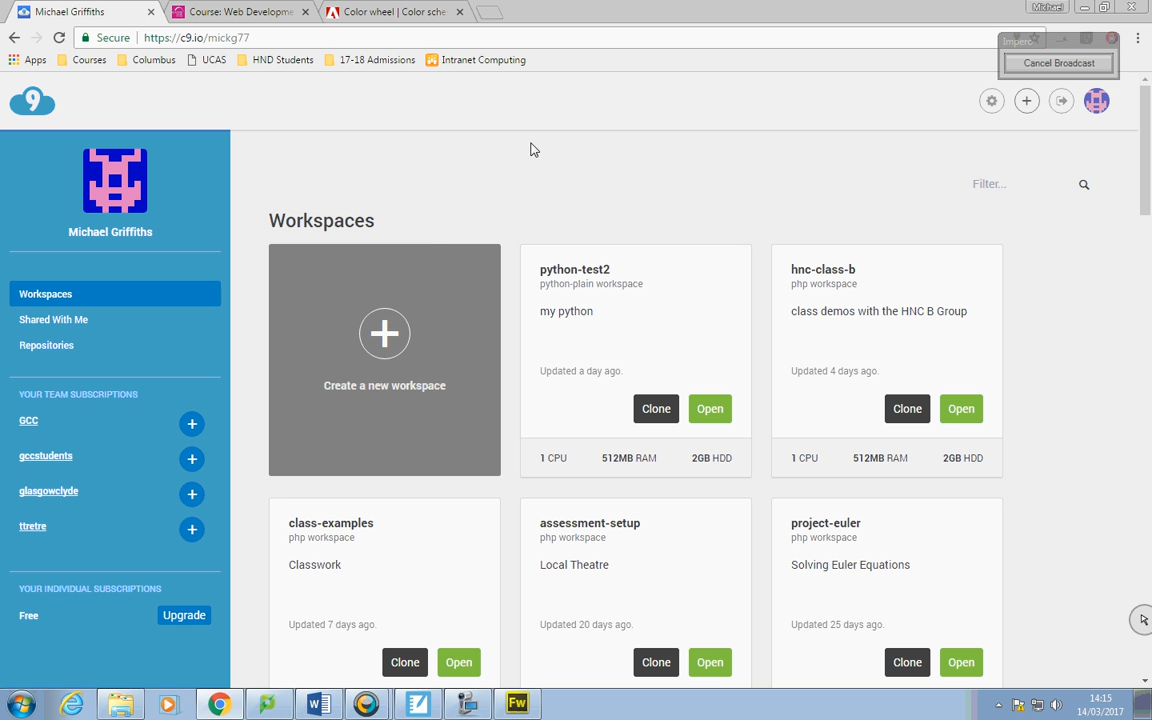 Michael Griffiths
Course: Web Developme
Color wheel | Color sche
Michael
Secure
https://c9.io/mickg77
Apps
Courses
Columbus
UCAS
HND Students
17-18 Admissions
Intranet Computing
Cancel Broadcast
9
Filter...
Michael Griffiths
Workspaces
Shared With Me
Repositories
YOUR TEAM SUBSCRIPTIONS
GCC
gccstudents
glasgowclyde
ttretre
YOUR INDIVIDUAL SUBSCRIPTIONS
Free
Upgrade
Workspaces
Create a new workspace
python-test2
python-plain workspace
my python
Updated a day ago.
Clone
Open
1 CPU
512MB RAM
2GB HDD
hnc-class-b
php workspace
class demos with the HNC B Group
Updated 4 days ago.
Clone
Open
1 CPU
512MB RAM
2GB HDD
class-examples
php workspace
Classwork
Updated 7 days ago.
Clone
Open
assessment-setup
php workspace
Local Theatre
Updated 20 days ago.
Clone
Open
project-euler
php workspace
Solving Euler Equations
Updated 25 days ago.
Clone
Open
Fw
14:15
14/03/2017